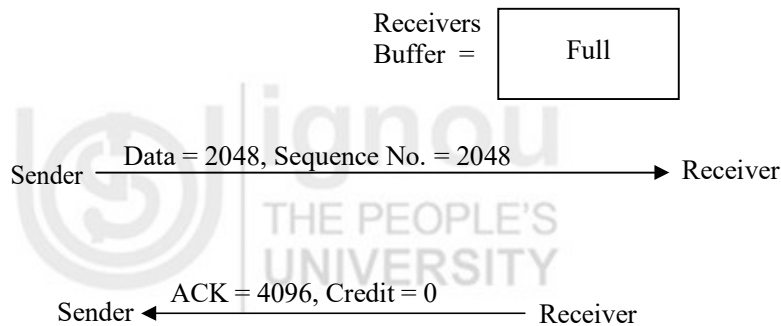 Receivers
Buffer =
Full
ignou
Data = 2048, Sequence No. = 2048
Sender
Receiver
THE PEOPLE'S
UNIVERSITY
ACK = 4096, Credit = 0
Sender
Receiver